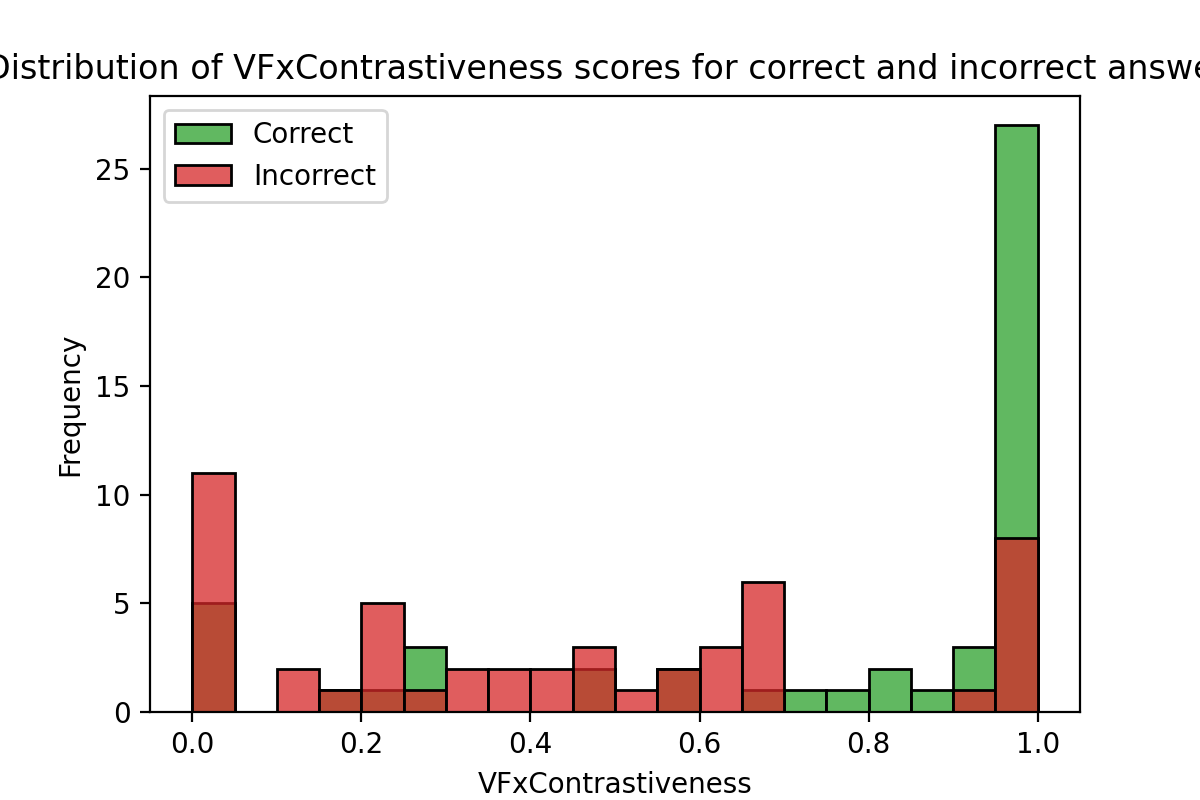 Distribution of VFxContrastiveness scores for correct and incorrect answe
Correct
Incorrect
25
20
15
10
5
0
Frequency
0.0 0.2 0.4 0.6 0.8 1.0
VFxContrastiveness